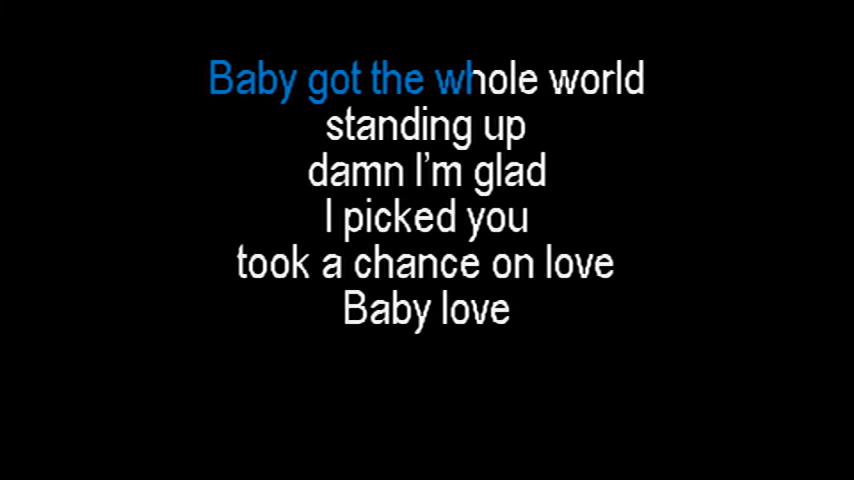 Baby got the whole world
standing up
damn I’m glad
I picked you
took a chance on love
Baby love